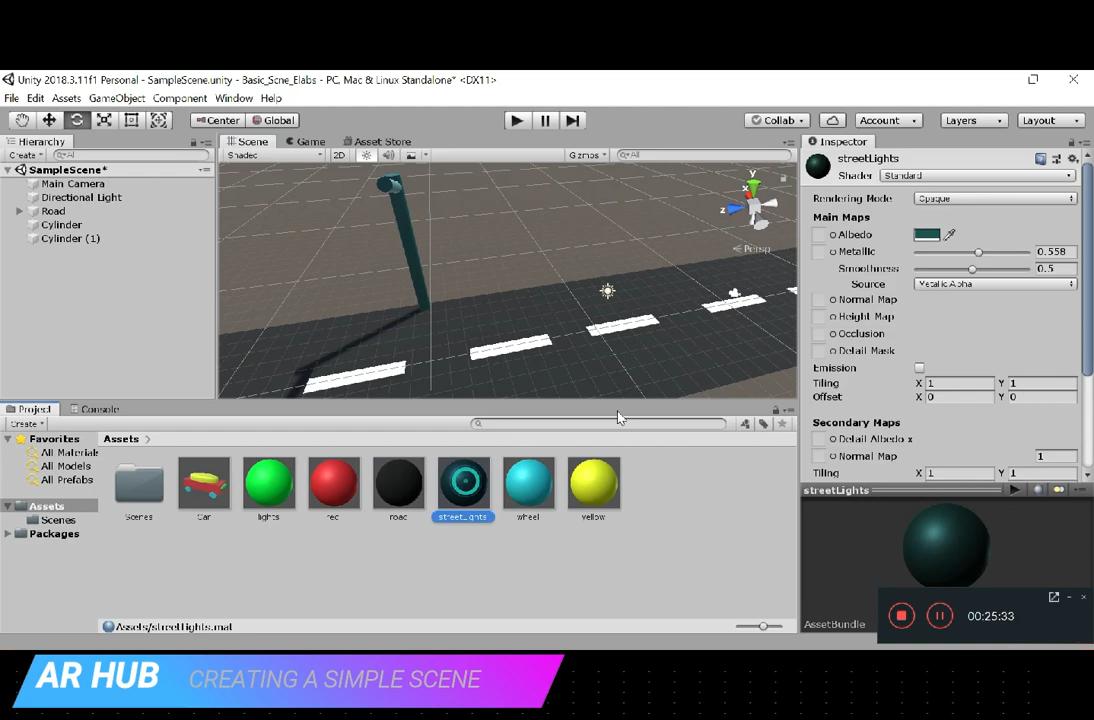 Unity 2018.3.11f1 Personal - SampleScene.unity - Basic_Scne_Elabs - PC, Mac & Linux Standalone* <DX11>
File Edit Assets GameObject Component Window Help
Center Global Collab Account Layers Layout
Hierarchy
Create All
SampleScene*
Main Camera
Directional Light
Road
Cylinder
Cylinder (1)
Scene Game Asset Store
Shaded 2D Gizmos All
y
x
z
Persp
Inspector
streetLights
Shader Standard
Rendering Mode Opaque
Main Maps
Albedo
Metallic 0.558
Smoothness 0.5
Source Metallic Alpha
Normal Map
Height Map
Occlusion
Detail Mask
Emission
Tiling X 1 Y 1
Offset X 0 Y 0
Secondary Maps
Detail Albedo x
Normal Map 1
Tiling X 1 Y 1
streetLights
AssetBundle
00:25:33
Project Console
Create
Favorites
All Materials
All Models
All Prefabs
Assets
Scenes
Packages
Assets
Scenes Car lights red road streetLights wheel yellow
Assets/streetLights.mat
AR HUB CREATING A SIMPLE SCENE